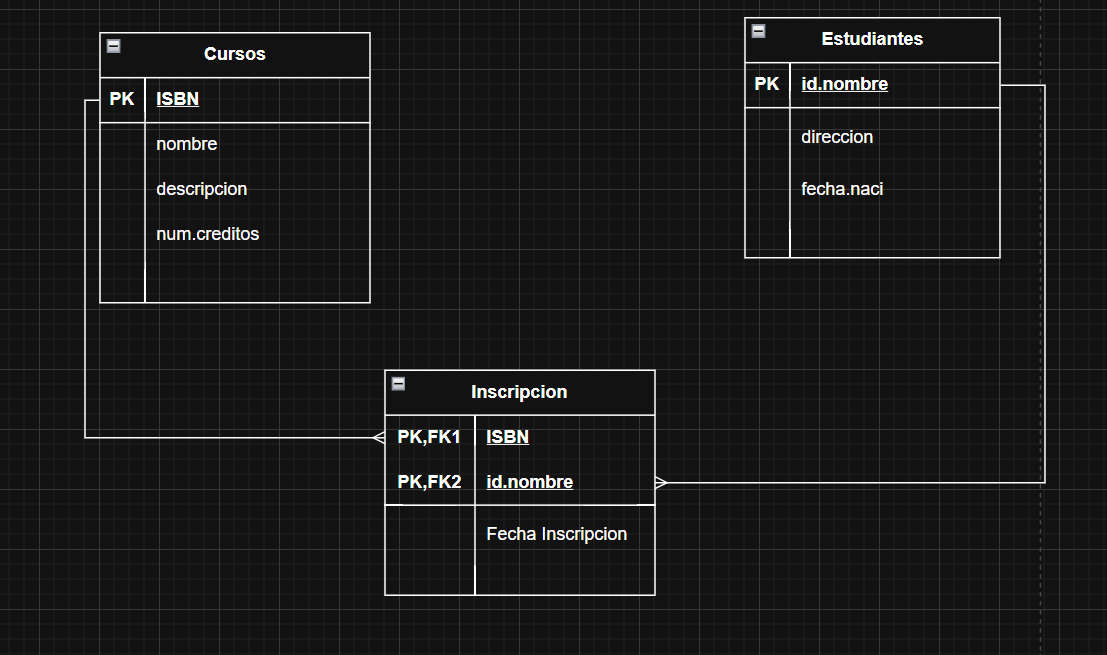 Cursos
PK ISBN
nombre
descripcion
num.creditos
Estudiantes
PK id.nombre
direccion
fecha.naci
Inscripcion
PK,FK1 ISBN
PK,FK2 id.nombre
Fecha Inscripcion